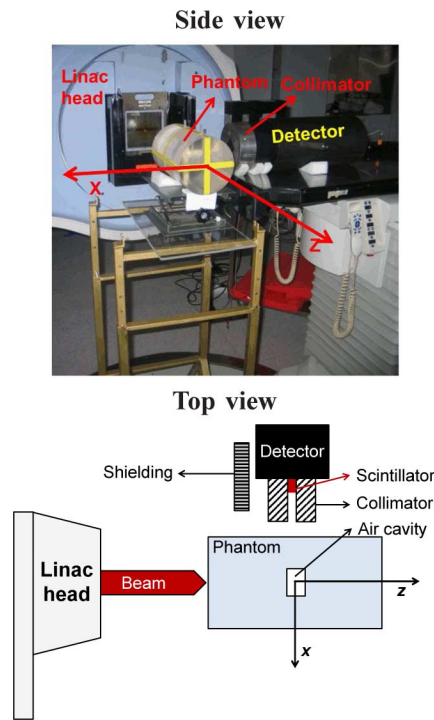 Side view
Linac
head
Phantom
Collimator
Detector
X
Z
Top view
Detector
Shielding
Scintillator
Collimator
Air cavity
Phantom
Linac
head
Beam
z
x